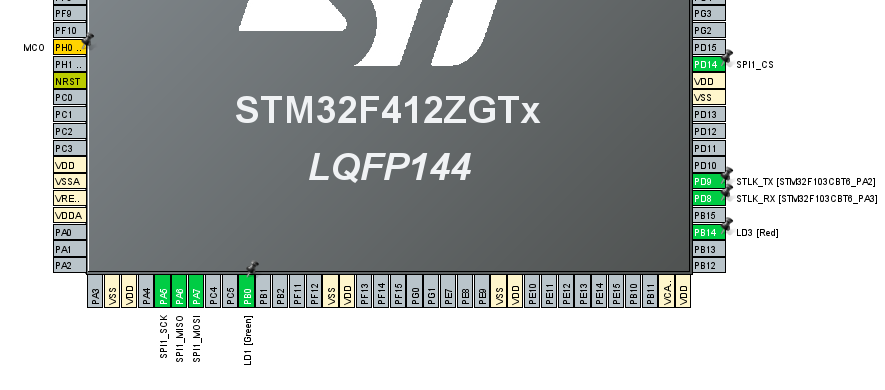 PF9
PF10
MCO PH0 ..
PH1 ..
NRST
PC0
PC1
PC2
PC3
VDD
VSSA
VRE..
VDDA
PA0
PA1
PA2
STM32F412ZGTx
LQFP144
PG3
PG2
PD15
PD14 SPI1_CS
VDD
VSS
PD13
PD12
PD11
PD10
PD9 STLK_TX [STM32F103CBT6_PA2]
PD8 STLK_RX [STM32F103CBT6_PA3]
PB15
PB14 LD3 [Red]
PB13
PB12
PA3
VSS
VDD
PA4
PA5
PA6
PA7
PC4
PC5
PB0
PB1
PB2
PF11
PF12
VSS
VDD
PF13
PF14
PF15
PG0
PG1
PE7
PE8
PE9
VSS
VDD
PE10
PE11
PE12
PE13
PE14
PE15
PB10
PB11
VCA..
VDD
SPI1_SCK
SPI1_MISO
SPI1_MOSI
LD1 [Green]